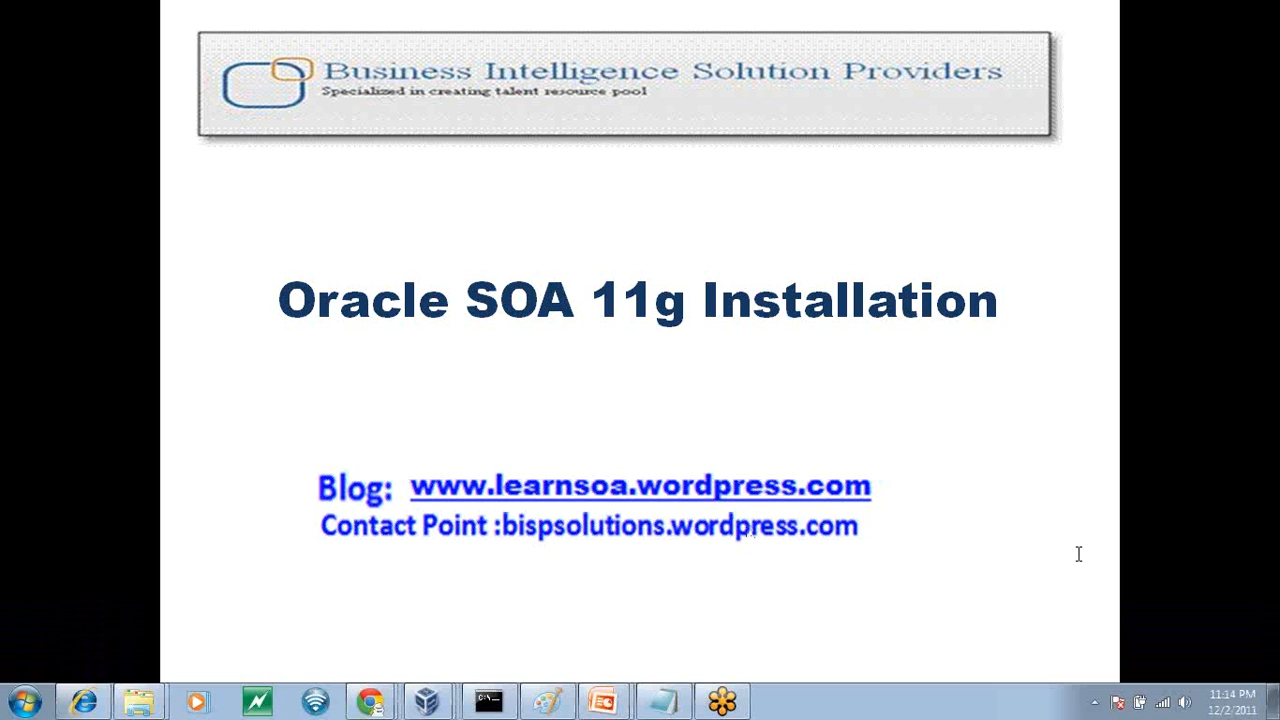 Business Intelligence Solution Providers
Specialized in creating talent resource pool
Oracle SOA 11g Installation
Blog: www.learnsoa.wordpress.com
Contact Point :bispsolutions.wordpress.com
11:14 PM
12/2/2011